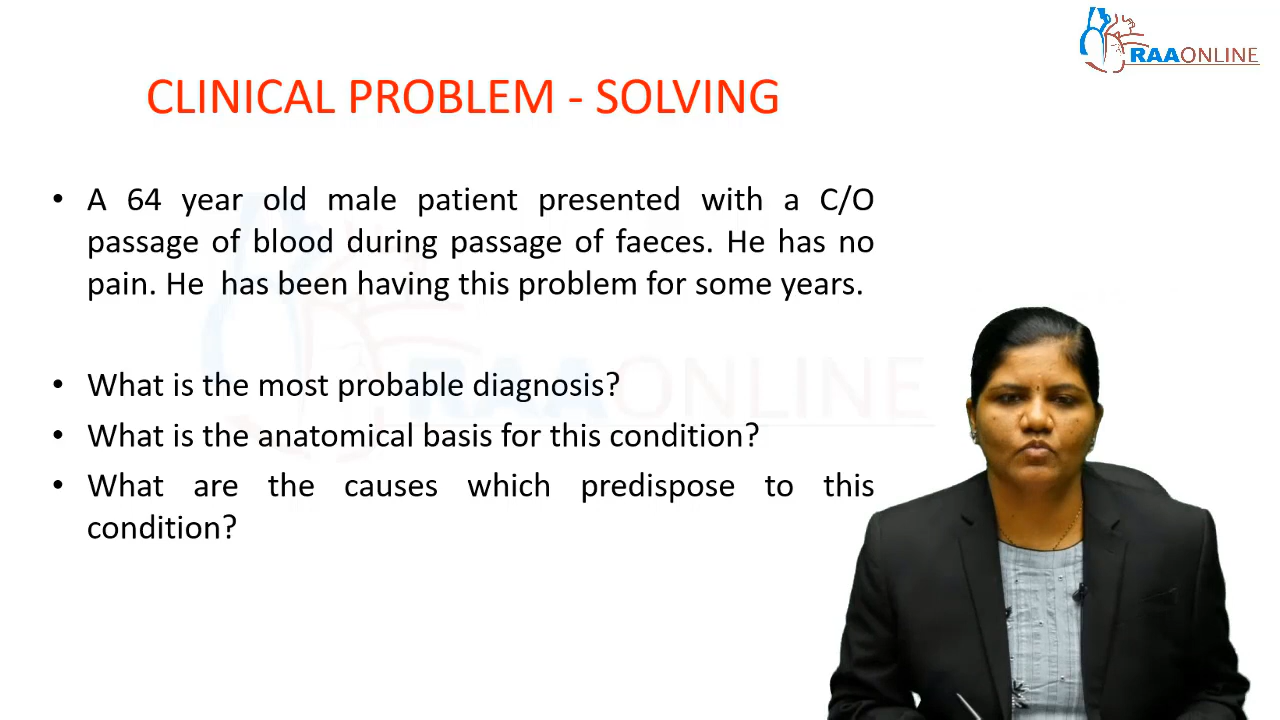 RAAONLINE
CLINICAL PROBLEM - SOLVING
• A 64 year old male patient presented with a C/O
passage of blood during passage of faeces. He has no
pain. He has been having this problem for some years.
RAAONLINE
• What is the most probable diagnosis?
• What is the anatomical basis for this condition?
• What are the causes which predispose to this
condition?